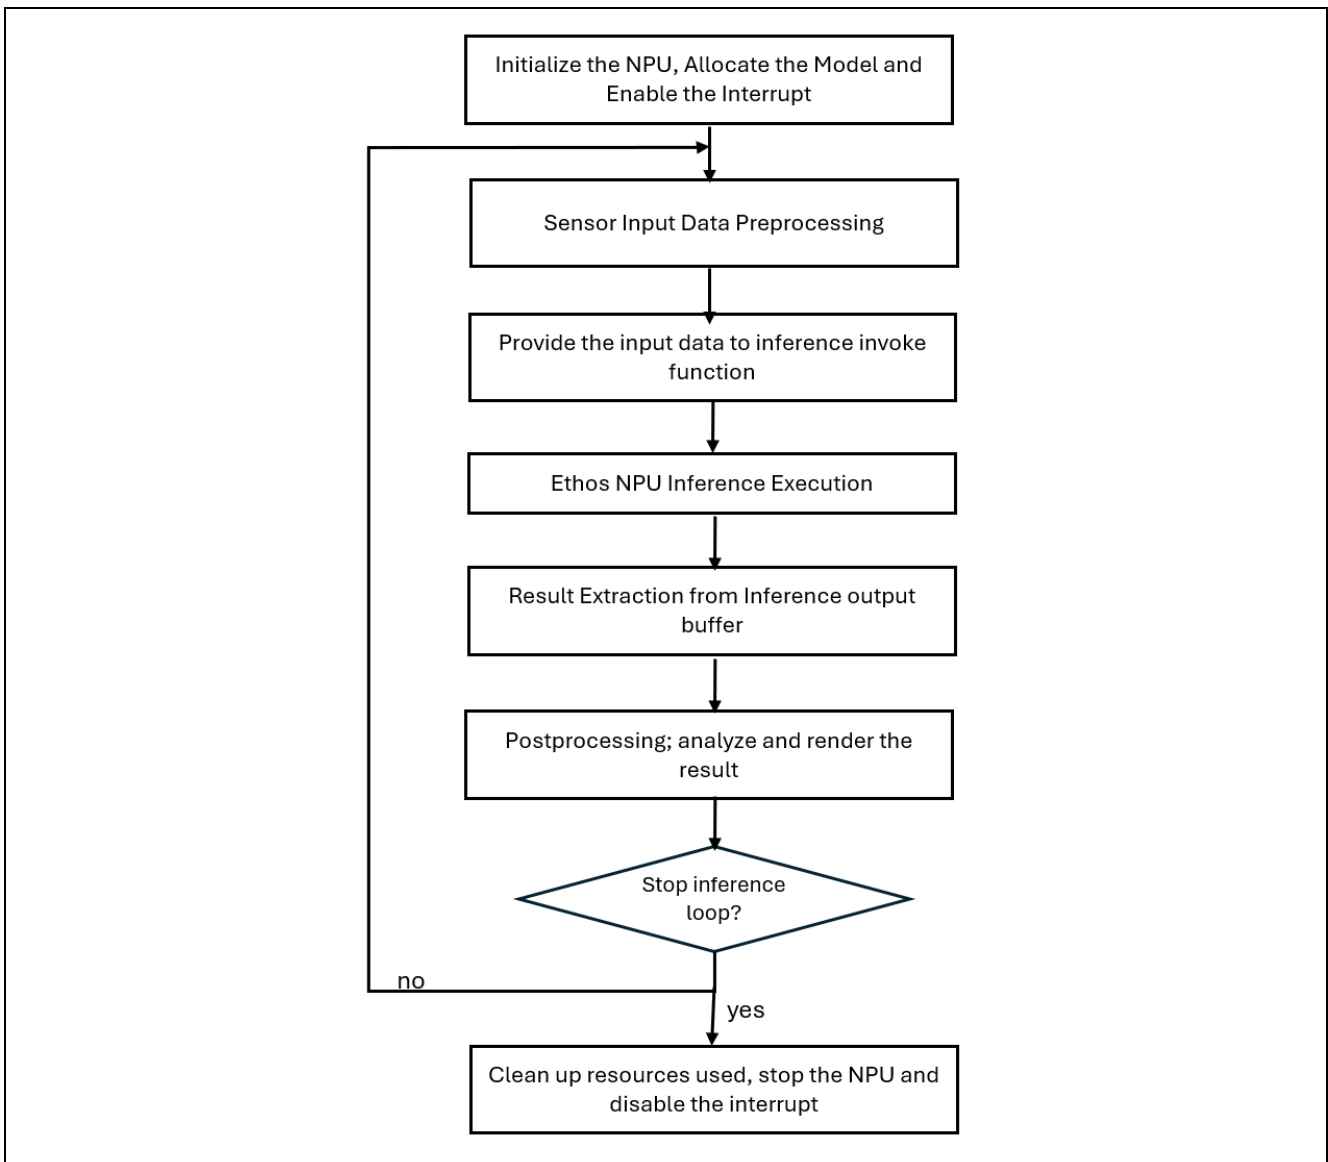 Initialize the NPU, Allocate the Model and
Enable the Interrupt
Sensor Input Data Preprocessing
Provide the input data to inference invoke
function
Ethos NPU Inference Execution
Result Extraction from Inference output
buffer
Postprocessing; analyze and render the
result
Stop inference
loop?
no
yes
Clean up resources used, stop the NPU and
disable the interrupt